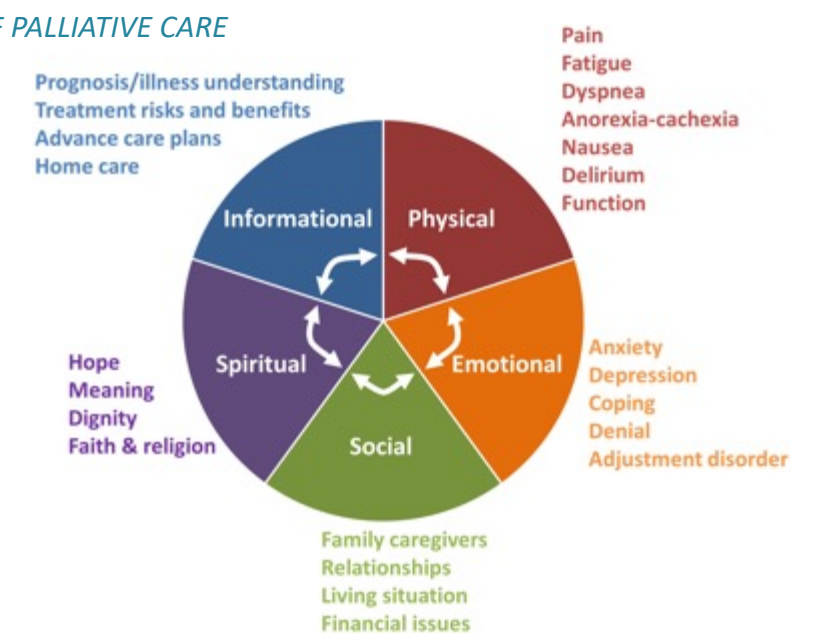 PALLIATIVE CARE
Prognosis/illness understanding
Treatment risks and benefits
Advance care plans
Home care
Pain
Fatigue
Dyspnea
Anorexia-cachexia
Nausea
Delirium
Function
Informational
Physical
Spiritual
Emotional
Social
Hope
Meaning
Dignity
Faith & religion
Anxiety
Depression
Coping
Denial
Adjustment disorder
Family caregivers
Relationships
Living situation
Financial issues